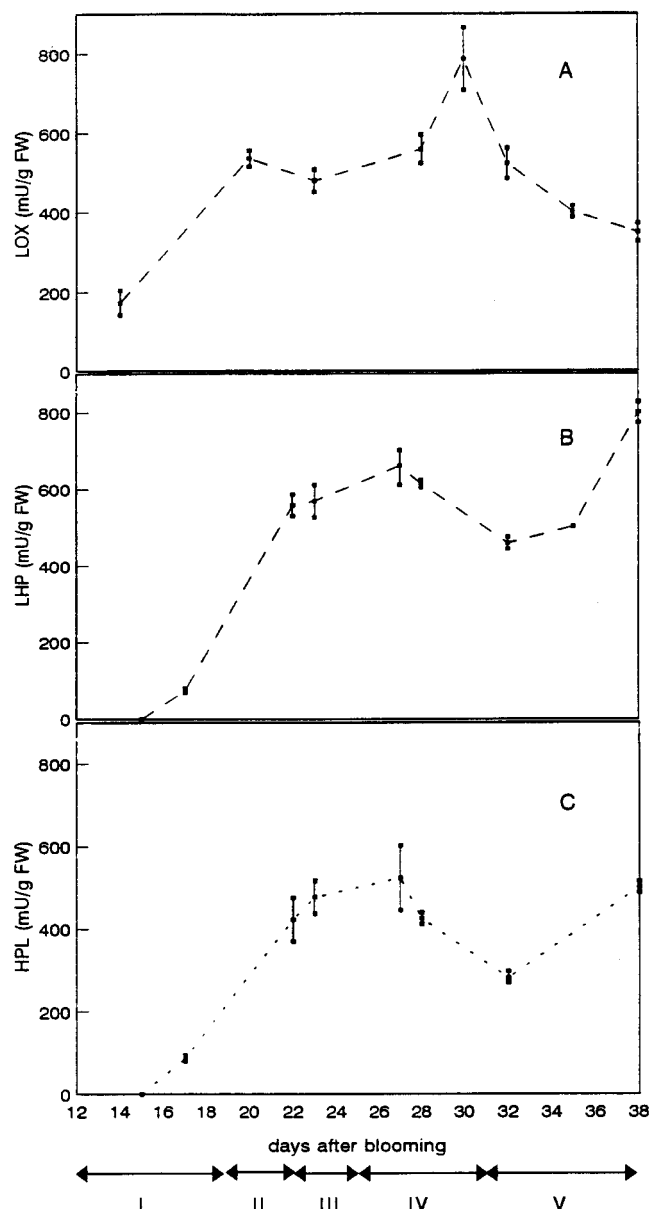 A
LOX (mU/g FW)
800
600
400
200
0
B
LHP (mU/g FW)
800
600
400
200
0
C
HPL (mU/g FW)
800
600
400
200
0
12 14 16 18 20 22 24 26 28 30 32 34 36 38
days after blooming
I II III IV V